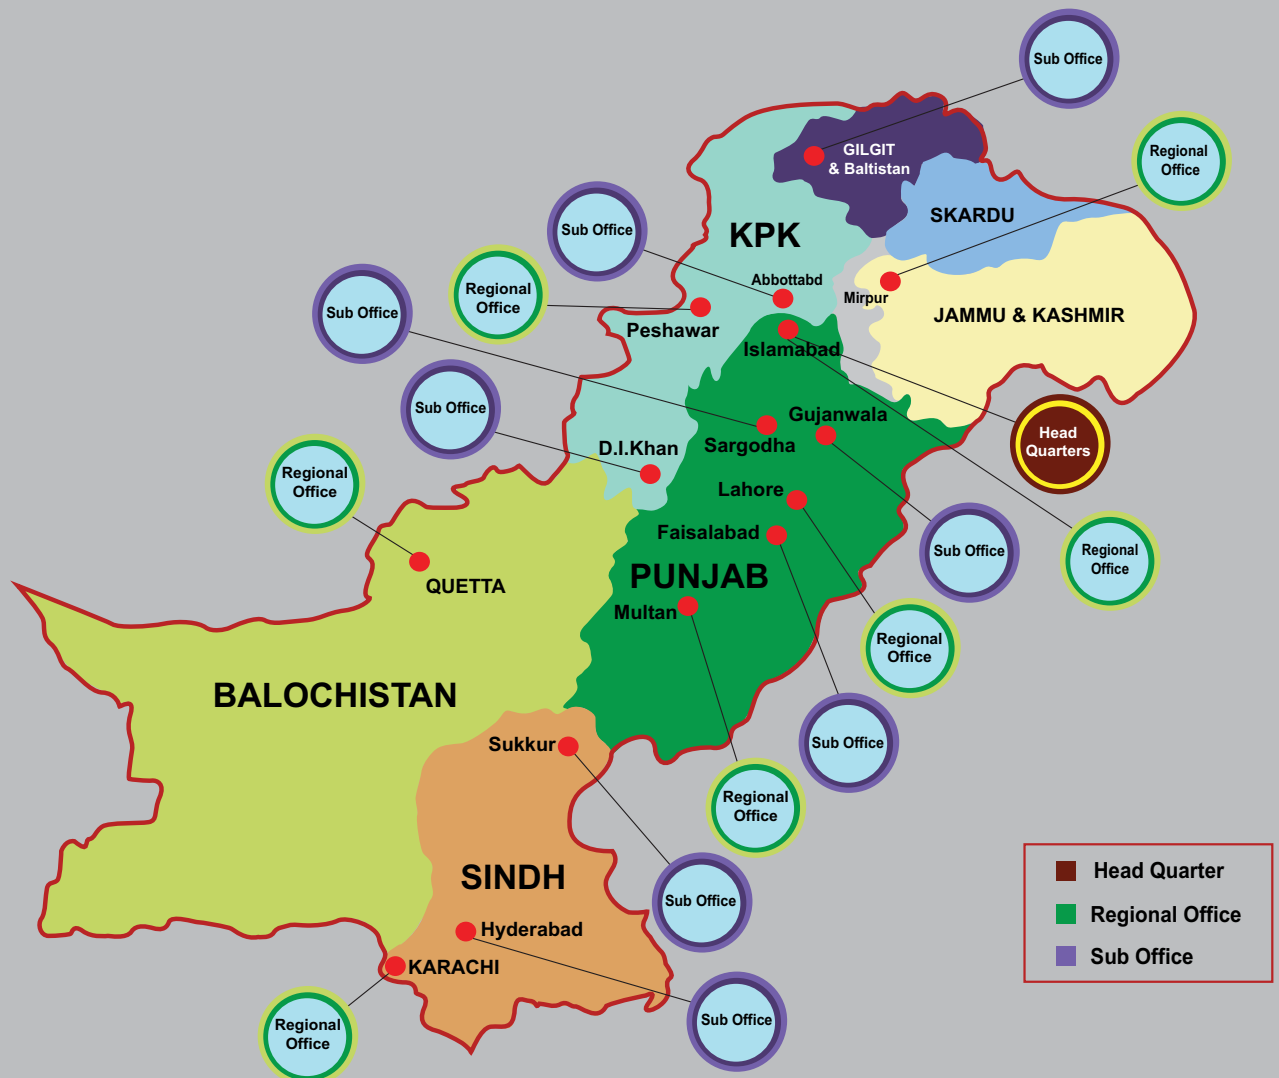 Sub Office
Regional
Office
GILGIT
& Baltistan
SKARDU
Sub Office
KPK
Regional
Office
Abbottabd
Mirpur
Sub Office
Peshawar
JAMMU & KASHMIR
Islamabad
Sub Office
Gujanwala
Sargodha
Head
Quarters
D.I.Khan
Regional
Office
Lahore
Faisalabad
Sub Office
Regional
Office
PUNJAB
QUETTA
Multan
Regional
Office
BALOCHISTAN
Sukkur
Sub Office
Regional
Office
SINDH
Sub Office
Hyderabad
KARACHI
Sub Office
Regional
Office
Head Quarter
Regional Office
Sub Office